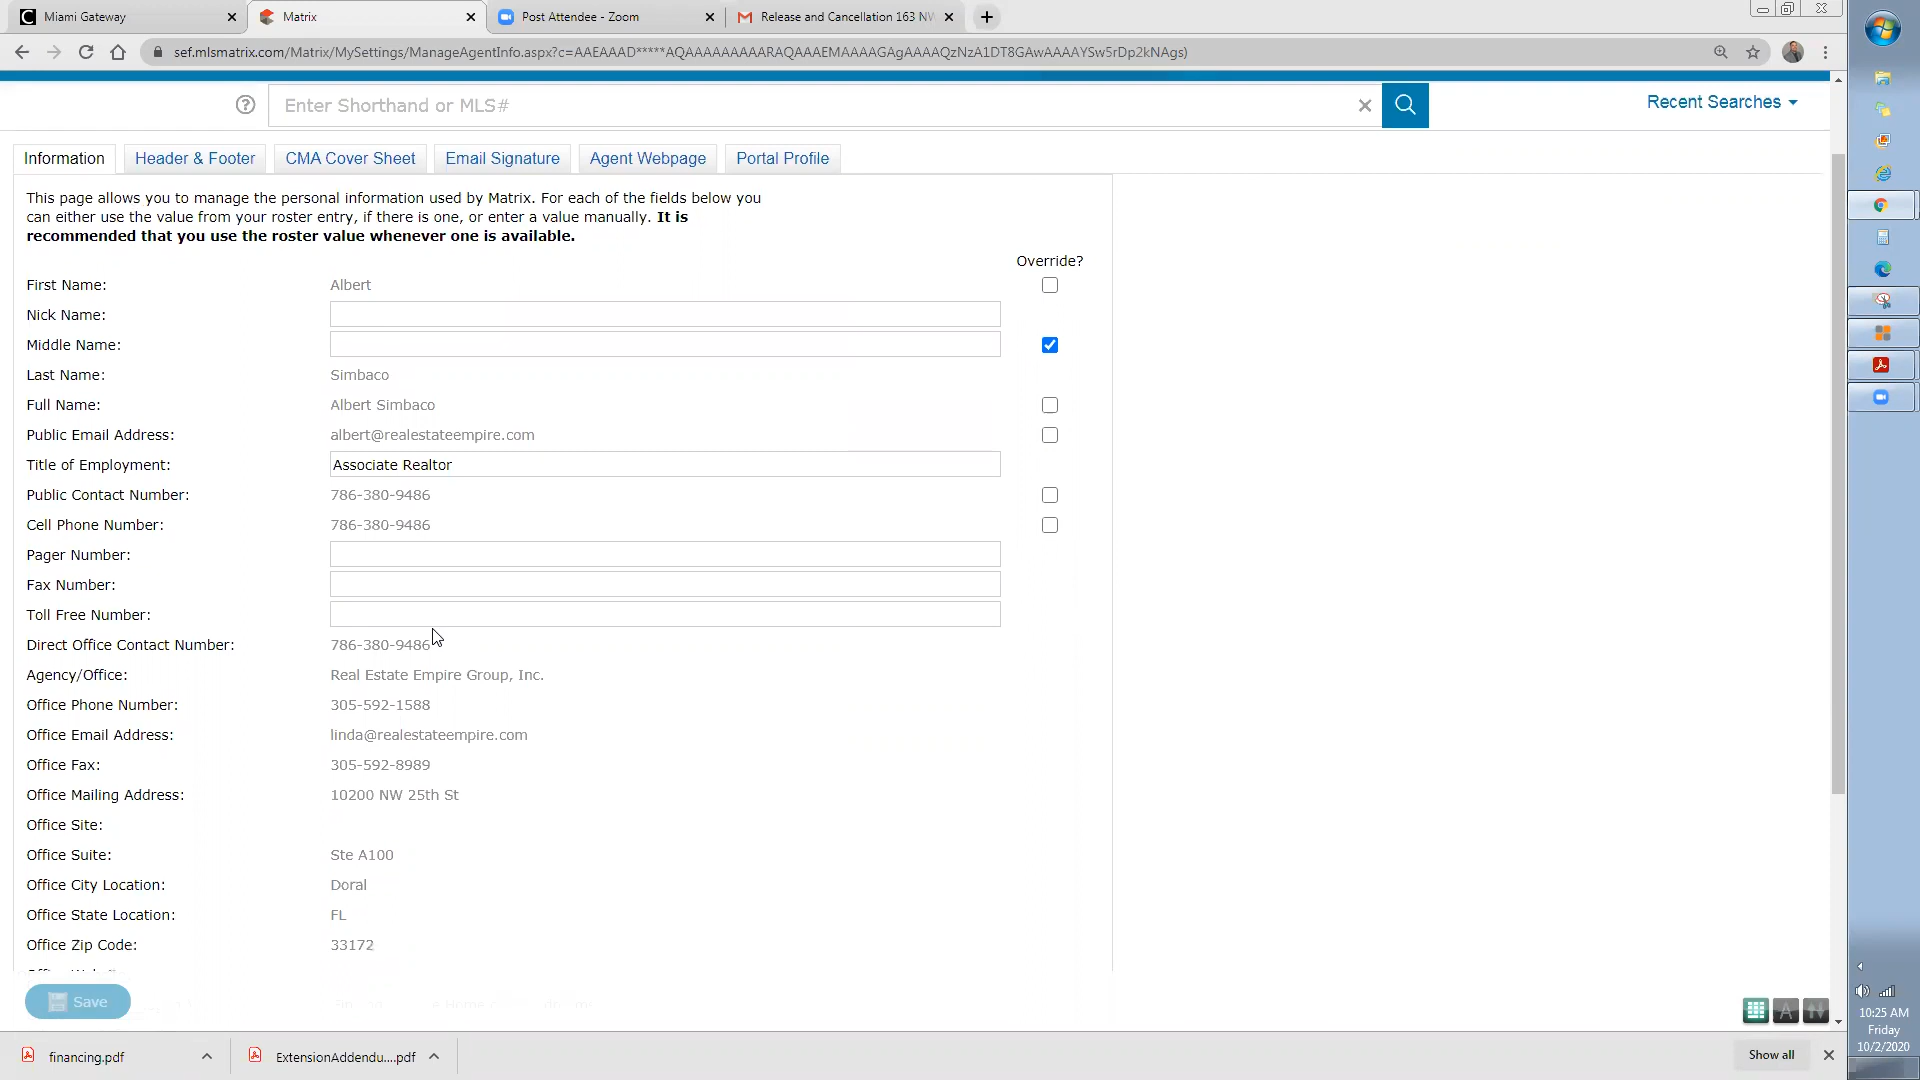 Miami Gateway
Matrix
Post Attendee - Zoom
Release and Cancellation 163 NW
sef.mlsmatrix.com/Matrix/MySettings/ManageAgentInfo.aspx?c=AAEAAAD*****AQAAAAAAAAARAQAAAEMAAAAGAgAAAAQzNzA1DT8GAwAAAAYSw5rDp2kNAgs)
Enter Shorthand or MLS#
Recent Searches
Information
Header & Footer
CMA Cover Sheet
Email Signature
Agent Webpage
Portal Profile
This page allows you to manage the personal information used by Matrix. For each of the fields below you
can either use the value from your roster entry, if there is one, or enter a value manually. It is
recommended that you use the roster value whenever one is available.
Override?
First Name: Albert
Nick Name:
Middle Name:
Last Name: Simbaco
Full Name: Albert Simbaco
Public Email Address: albert@realestateempire.com
Title of Employment: Associate Realtor
Public Contact Number: 786-380-9486
Cell Phone Number: 786-380-9486
Pager Number:
Fax Number:
Toll Free Number:
Direct Office Contact Number: 786-380-9486
Agency/Office: Real Estate Empire Group, Inc.
Office Phone Number: 305-592-1588
Office Email Address: linda@realestateempire.com
Office Fax: 305-592-8989
Office Mailing Address: 10200 NW 25th St
Office Site:
Office Suite: Ste A100
Office City Location: Doral
Office State Location: FL
Office Zip Code: 33172
Save
10:25 AM
Friday
10/2/2020
financing.pdf
ExtensionAddendu....pdf
Show all